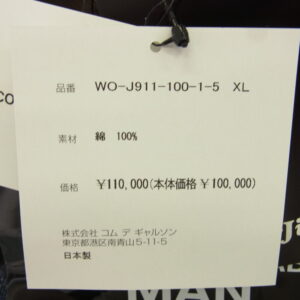 Co
品番 WO-J911-100-1-5 XL
素材 綿 100%
価格 ¥110,000(本体価格 ¥100,000)
株式会社 コム デ ギャルソン
東京都港区南青山5-11-5
日本製
MAN